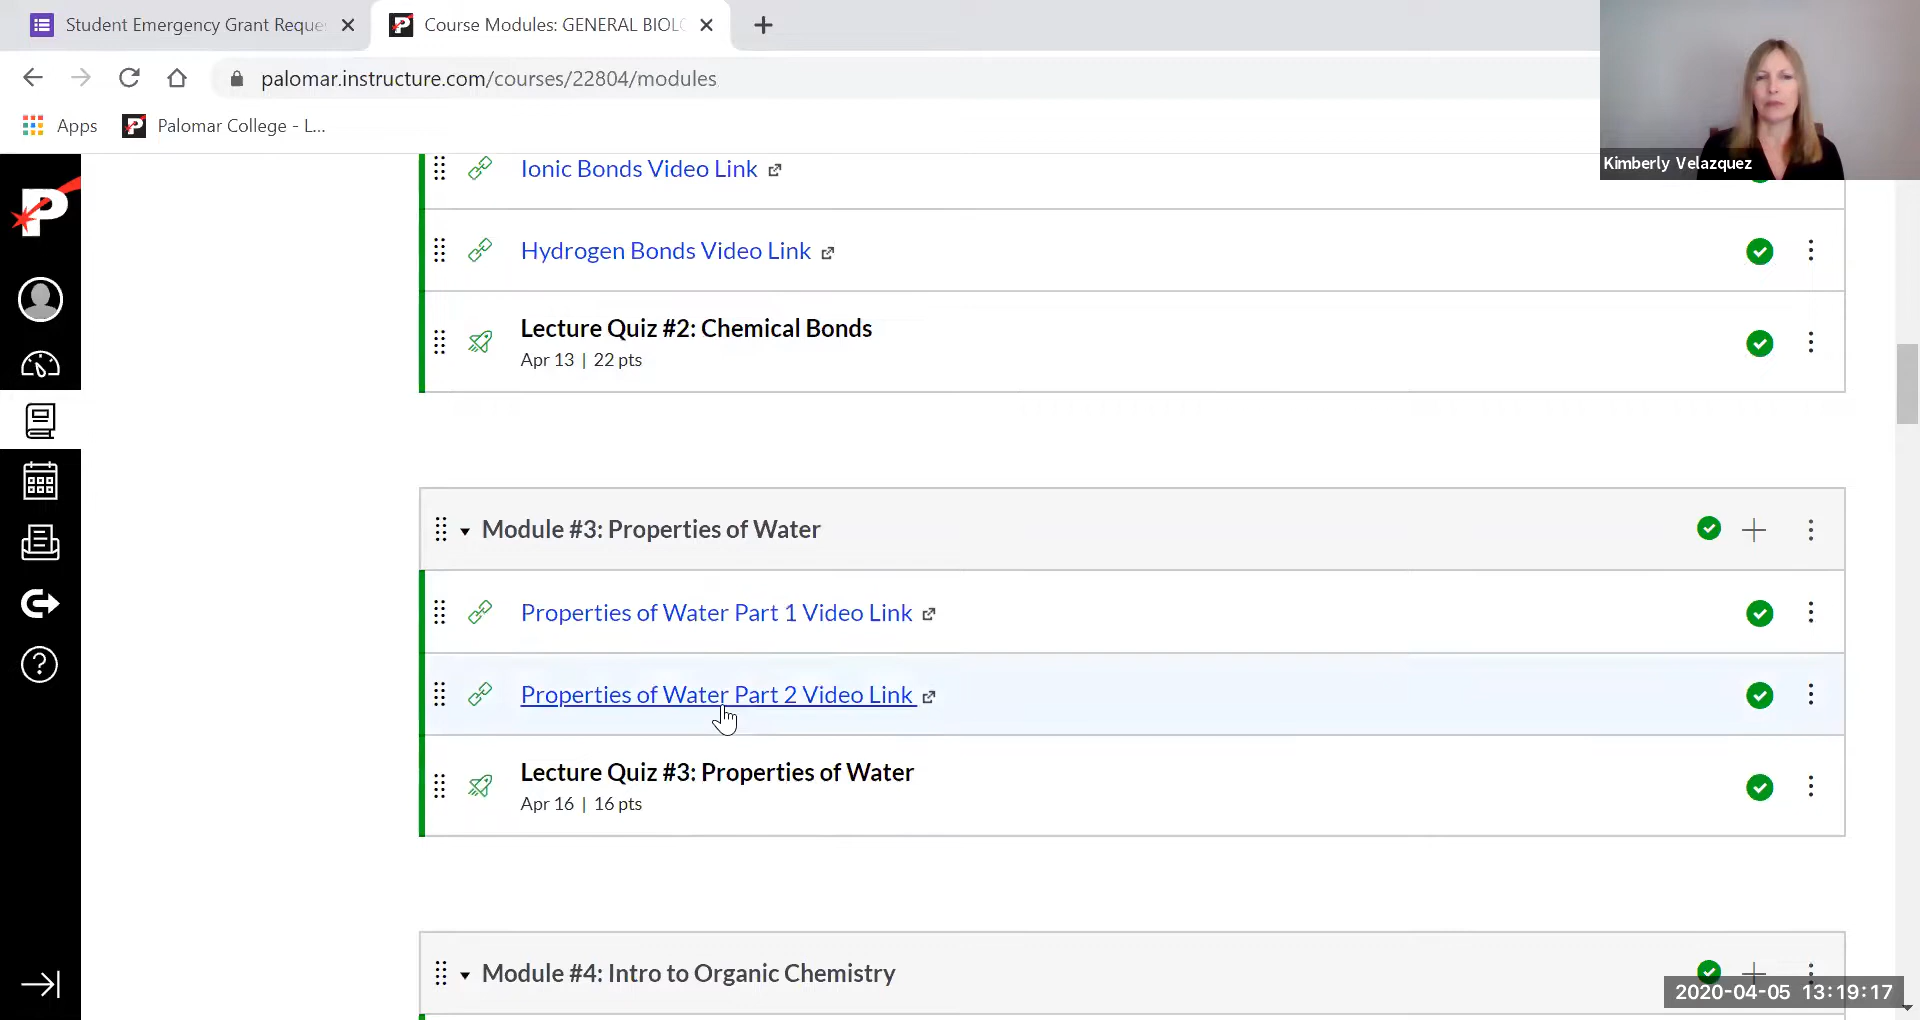 Student Emergency Grant Reque
Course Modules: GENERAL BIOL
palomar.instructure.com/courses/22804/modules
Apps
Palomar College - L...
Kimberly Velazquez
P
Ionic Bonds Video Link
Hydrogen Bonds Video Link
Lecture Quiz #2: Chemical Bonds
Apr 13 | 22 pts
Module #3: Properties of Water
Properties of Water Part 1 Video Link
Properties of Water Part 2 Video Link
Lecture Quiz #3: Properties of Water
Apr 16 | 16 pts
Module #4: Intro to Organic Chemistry
2020-04-05 13:19:17